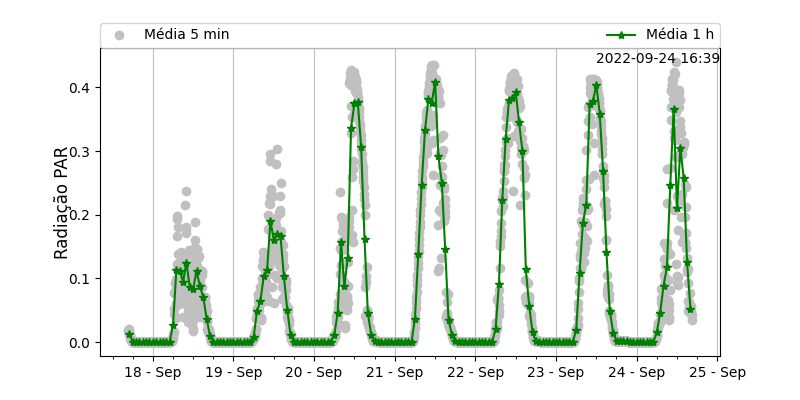 Média 5 min
Média 1 h
2022-09-24 16:39
Radiação PAR
0.4
0.3
0.2
0.1
0.0
18 - Sep
19 - Sep
20 - Sep
21 - Sep
22 - Sep
23 - Sep
24 - Sep
25 - Sep